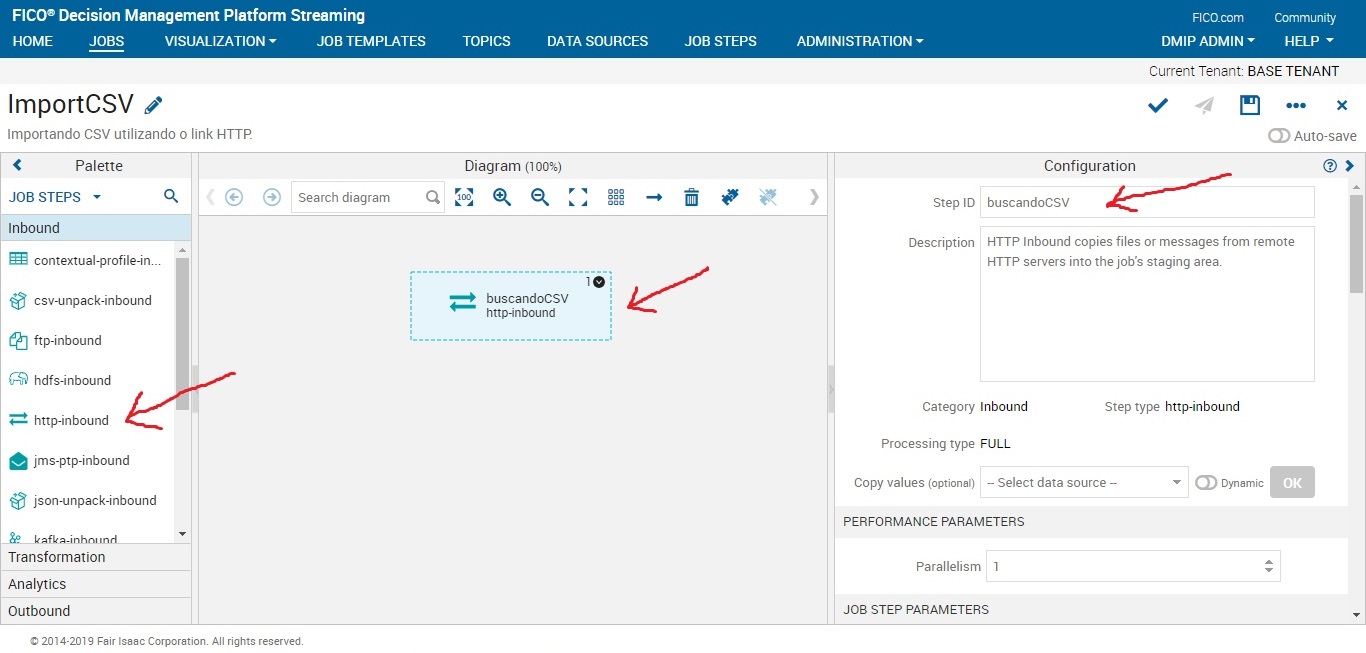 FICO® Decision Management Platform Streaming
FICO.com Community
HOME JOBS VISUALIZATION JOB TEMPLATES TOPICS DATA SOURCES JOB STEPS ADMINISTRATION DMIP ADMIN HELP
Current Tenant: BASE TENANT
ImportCSV
Importando CSV utilizando o link HTTP.
Auto-save
Palette
JOB STEPS
Inbound
contextual-profile-in...
csv-unpack-inbound
ftp-inbound
hdfs-inbound
http-inbound
jms-ptp-inbound
json-unpack-inbound
kafka-inbound
Transformation
Analytics
Outbound
Diagram (100%)
Search diagram
100
1
buscandoCSV
http-inbound
Configuration
Step ID buscandoCSV
Description HTTP Inbound copies files or messages from remote
HTTP servers into the job's staging area.
Category Inbound Step type http-inbound
Processing type FULL
Copy values (optional) -- Select data source -- Dynamic OK
PERFORMANCE PARAMETERS
Parallelism 1
JOB STEP PARAMETERS
© 2014-2019 Fair Isaac Corporation. All rights reserved.